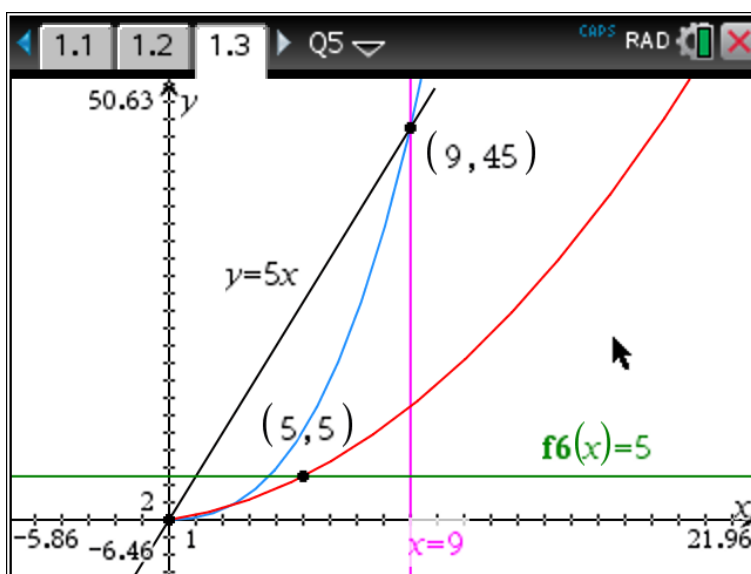 1.1 1.2 1.3 Q5 CAPS RAD
50.63 y
(9,45)
y=5x
(5,5)
f6(x)=5
2 x
-5.86 -6.46 1 x=9 21.96